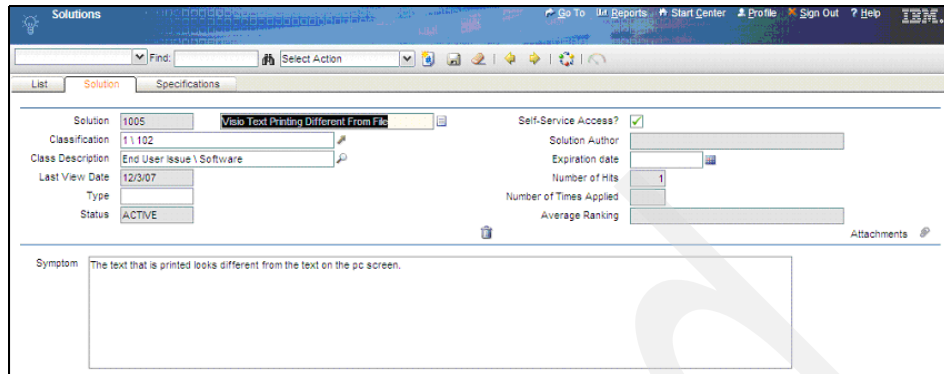 Solutions
Go To Reports Start Center Profile Sign Out ? Help IBM.
Find: Select Action
List Solution Specifications
Solution 1005 Visio Text Printing Different From File Self-Service Access?
Classification 1 \ 102 Solution Author
Class Description End User Issue \ Software Expiration date
Last View Date 12/3/07 Number of Hits 1
Type Number of Times Applied
Status ACTIVE Average Ranking
Attachments
Symptom The text that is printed looks different from the text on the pc screen.